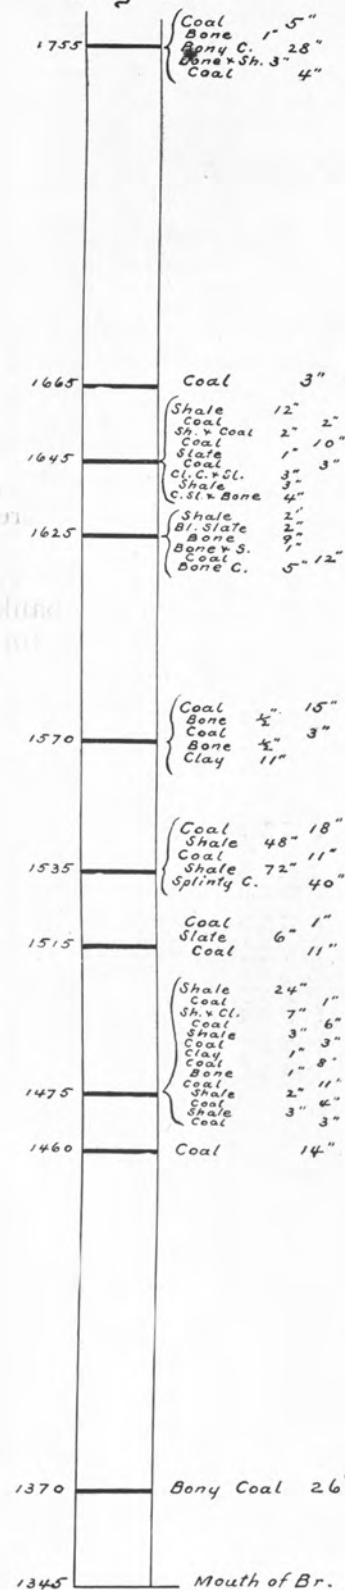 1755
Coal 5"
Bone 1"
Bony C. 28"
Bone & Sh. 3"
Coal 4"
1665
Coal 3"
1645
Shale 12"
Coal 2"
Sh. & Coal 2"
Coal 10"
Slate 1"
Coal 3"
Cl. C. & Sl. 3"
Shale 3"
C. Sl. & Bone 4"
1625
Shale 2'
Bl. Slate 2"
Bone 9"
Bone & S. 1"
Coal 12"
Bone C. 5"
1570
Coal 15"
Bone ½"
Coal 3"
Bone ½"
Clay 11"
1535
Coal 18"
Shale 48"
Coal 11"
Shale 72"
Splinty C. 40"
1515
Coal 1"
Slate 6"
Coal 11"
1475
Shale 24"
Coal 1"
Sh. & Cl. 7"
Coal 6"
Shale 3"
Coal 3"
Clay 1"
Coal 8"
Bone 1"
Coal 11"
Shale 2"
Coal 4"
Shale 3"
Coal 3"
1460
Coal 14"
1370
Bony Coal 26"
1345
Mouth of Br.